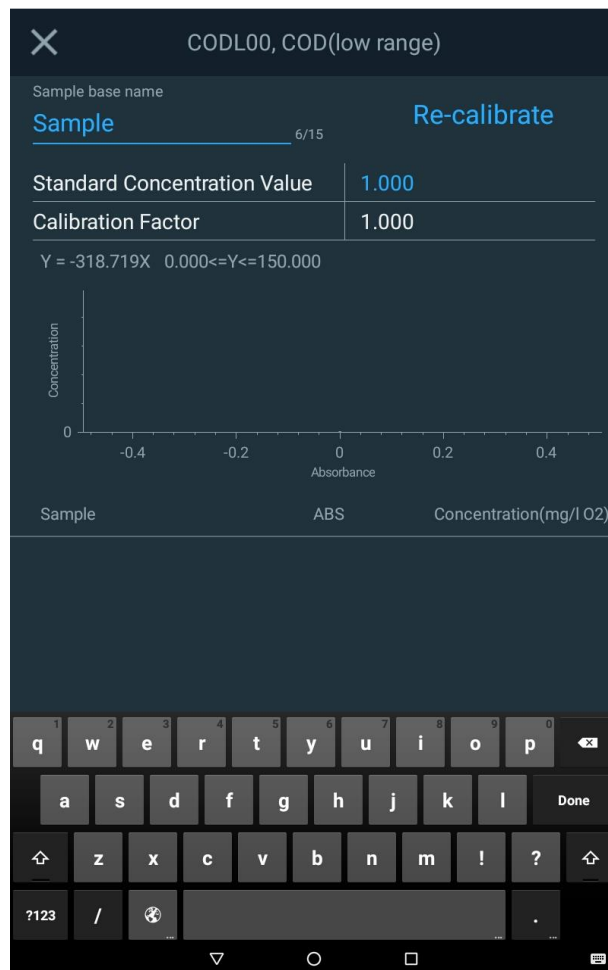 CODL00, COD(low range)
Sample base name
Sample
6/15
Re-calibrate
Standard Concentration Value 1.000
Calibration Factor 1.000
Y = -318.719X 0.000<=Y<=150.000
Concentration
0
-0.4 -0.2 0 0.2 0.4
Absorbance
Sample ABS Concentration(mg/l O2)
1 2 3 4 5 6 7 8 9 0
q w e r t y u i o p
a s d f g h j k l Done
z x c v b n m ! ?
?123 / .